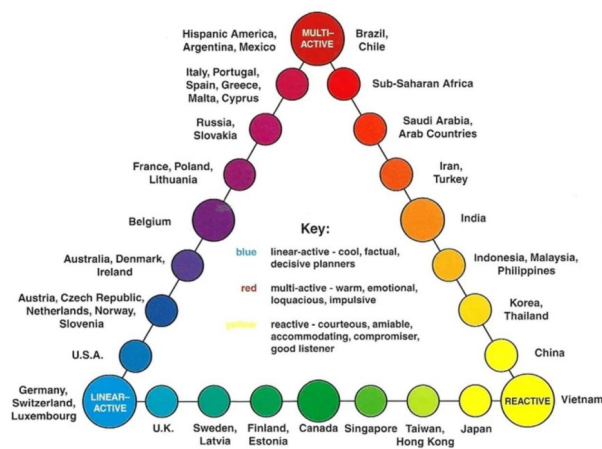 Hispanic America,
Argentina, Mexico
MULTI–
ACTIVE
Brazil,
Chile
Italy, Portugal,
Spain, Greece,
Malta, Cyprus
Sub-Saharan Africa
Russia,
Slovakia
Saudi Arabia,
Arab Countries
France, Poland,
Lithuania
Iran,
Turkey
Belgium
India
Key:
blue
linear-active - cool, factual,
decisive planners
red
multi-active - warm, emotional,
loquacious, impulsive
yellow
reactive - courteous, amiable,
accommodating, compromiser,
good listener
Australia, Denmark,
Ireland
Indonesia, Malaysia,
Philippines
Austria, Czech Republic,
Netherlands, Norway,
Slovenia
Korea,
Thailand
U.S.A.
China
Germany,
Switzerland,
Luxembourg
LINEAR–
ACTIVE
REACTIVE
Vietnam
U.K.
Sweden,
Latvia
Finland,
Estonia
Canada
Singapore
Taiwan,
Hong Kong
Japan